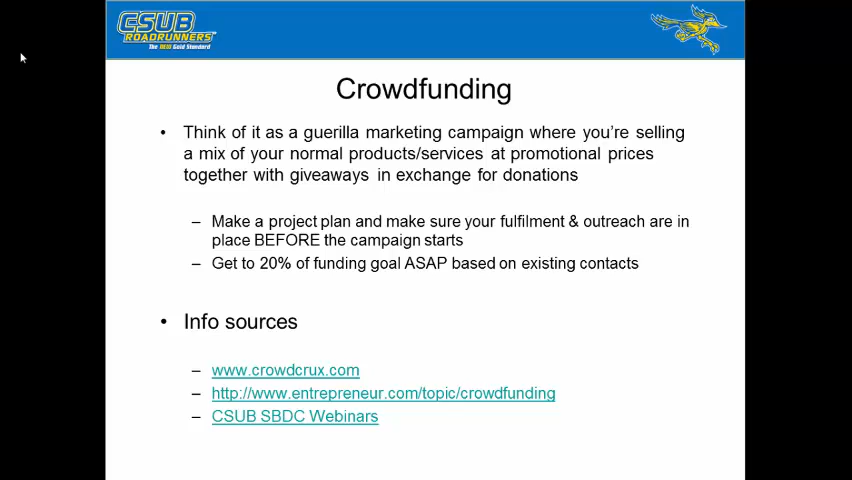 CSUB
ROADRUNNERS
The NEW Gold Standard
Crowdfunding
• Think of it as a guerilla marketing campaign where you're selling
a mix of your normal products/services at promotional prices
together with giveaways in exchange for donations
– Make a project plan and make sure your fulfilment & outreach are in
place BEFORE the campaign starts
– Get to 20% of funding goal ASAP based on existing contacts
• Info sources
– www.crowdcrux.com
– http://www.entrepreneur.com/topic/crowdfunding
– CSUB SBDC Webinars